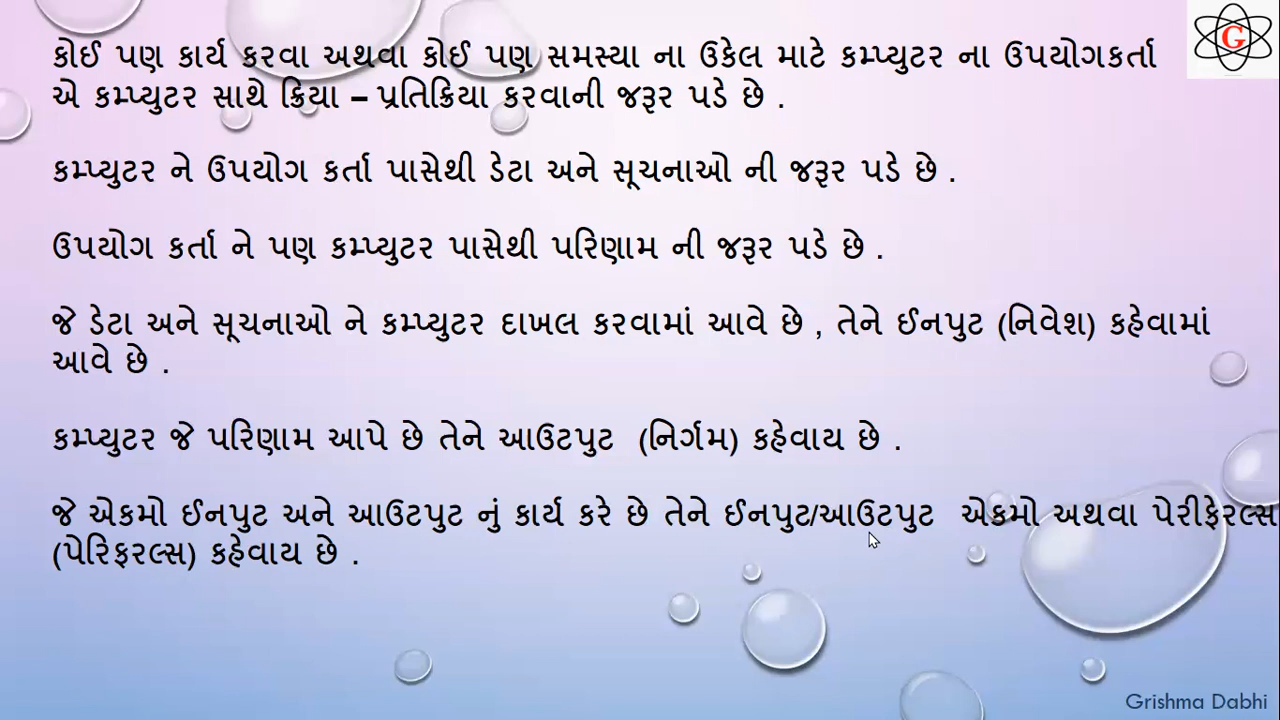 કોઈ પણ કાર્ય કરવા અથવા કોઈ પણ સમસ્યા ના ઉકેલ માટે કમ્પ્યુટર ના ઉપયોગકર્તા
એ કમ્પ્યુટર સાથે ક્રિયા – પ્રતિક્રિયા કરવાની જરૂર પડે છે .
કમ્પ્યુટર ને ઉપયોગ કર્તા પાસેથી ડેટા અને સૂચનાઓ ની જરૂર પડે છે .
ઉપયોગ કર્તા ને પણ કમ્પ્યુટર પાસેથી પરિણામ ની જરૂર પડે છે .
જે ડેટા અને સૂચનાઓ ને કમ્પ્યુટર દાખલ કરવામાં આવે છે , તેને ઈનપુટ (નિવેશ) કહેવામાં
આવે છે .
કમ્પ્યુટર જે પરિણામ આપે છે તેને આઉટપુટ (નિર્ગમ) કહેવાય છે .
જે એકમો ઈનપુટ અને આઉટપુટ નું કાર્ય કરે છે તેને ઈનપુટ/આઉટપુટ એકમો અથવા પેરીફેરલ્સ
(પેરિફરલ્સ) કહેવાય છે .
G
Grishma Dabhi